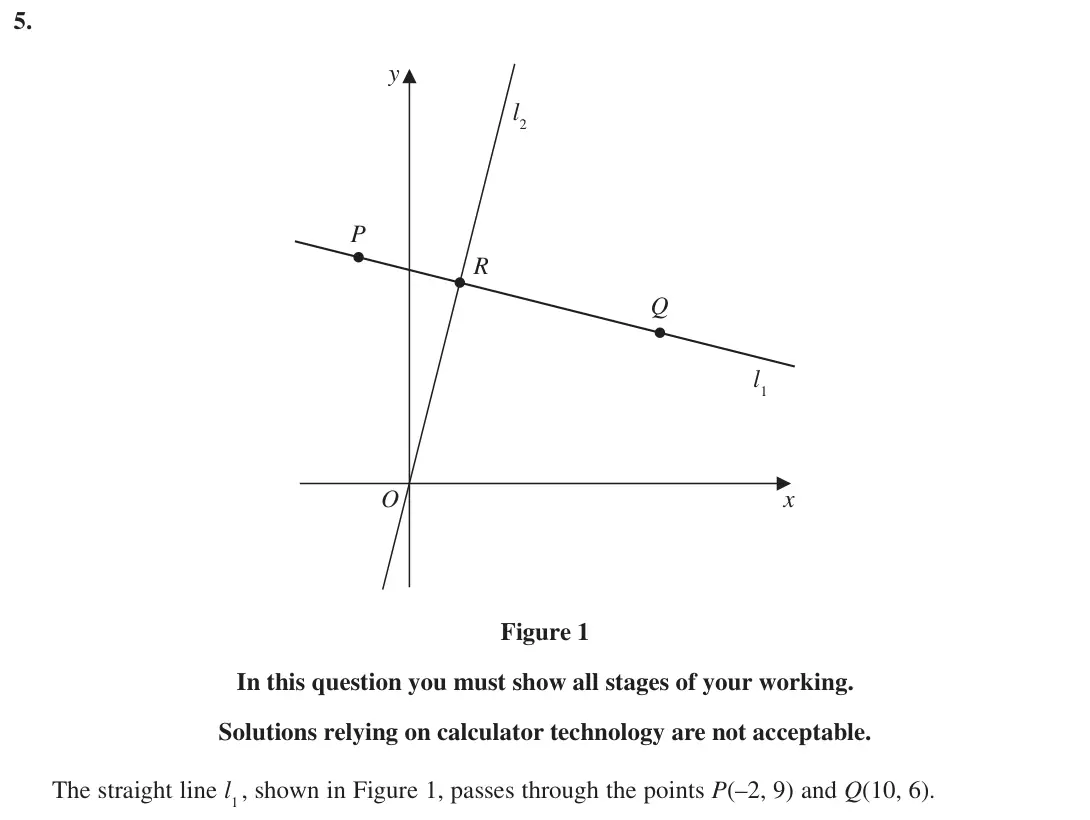 5.
y
l2
P
R
Q
l1
O
x
Figure 1
In this question you must show all stages of your working.
Solutions relying on calculator technology are not acceptable.
The straight line l1, shown in Figure 1, passes through the points P(–2, 9) and Q(10, 6).